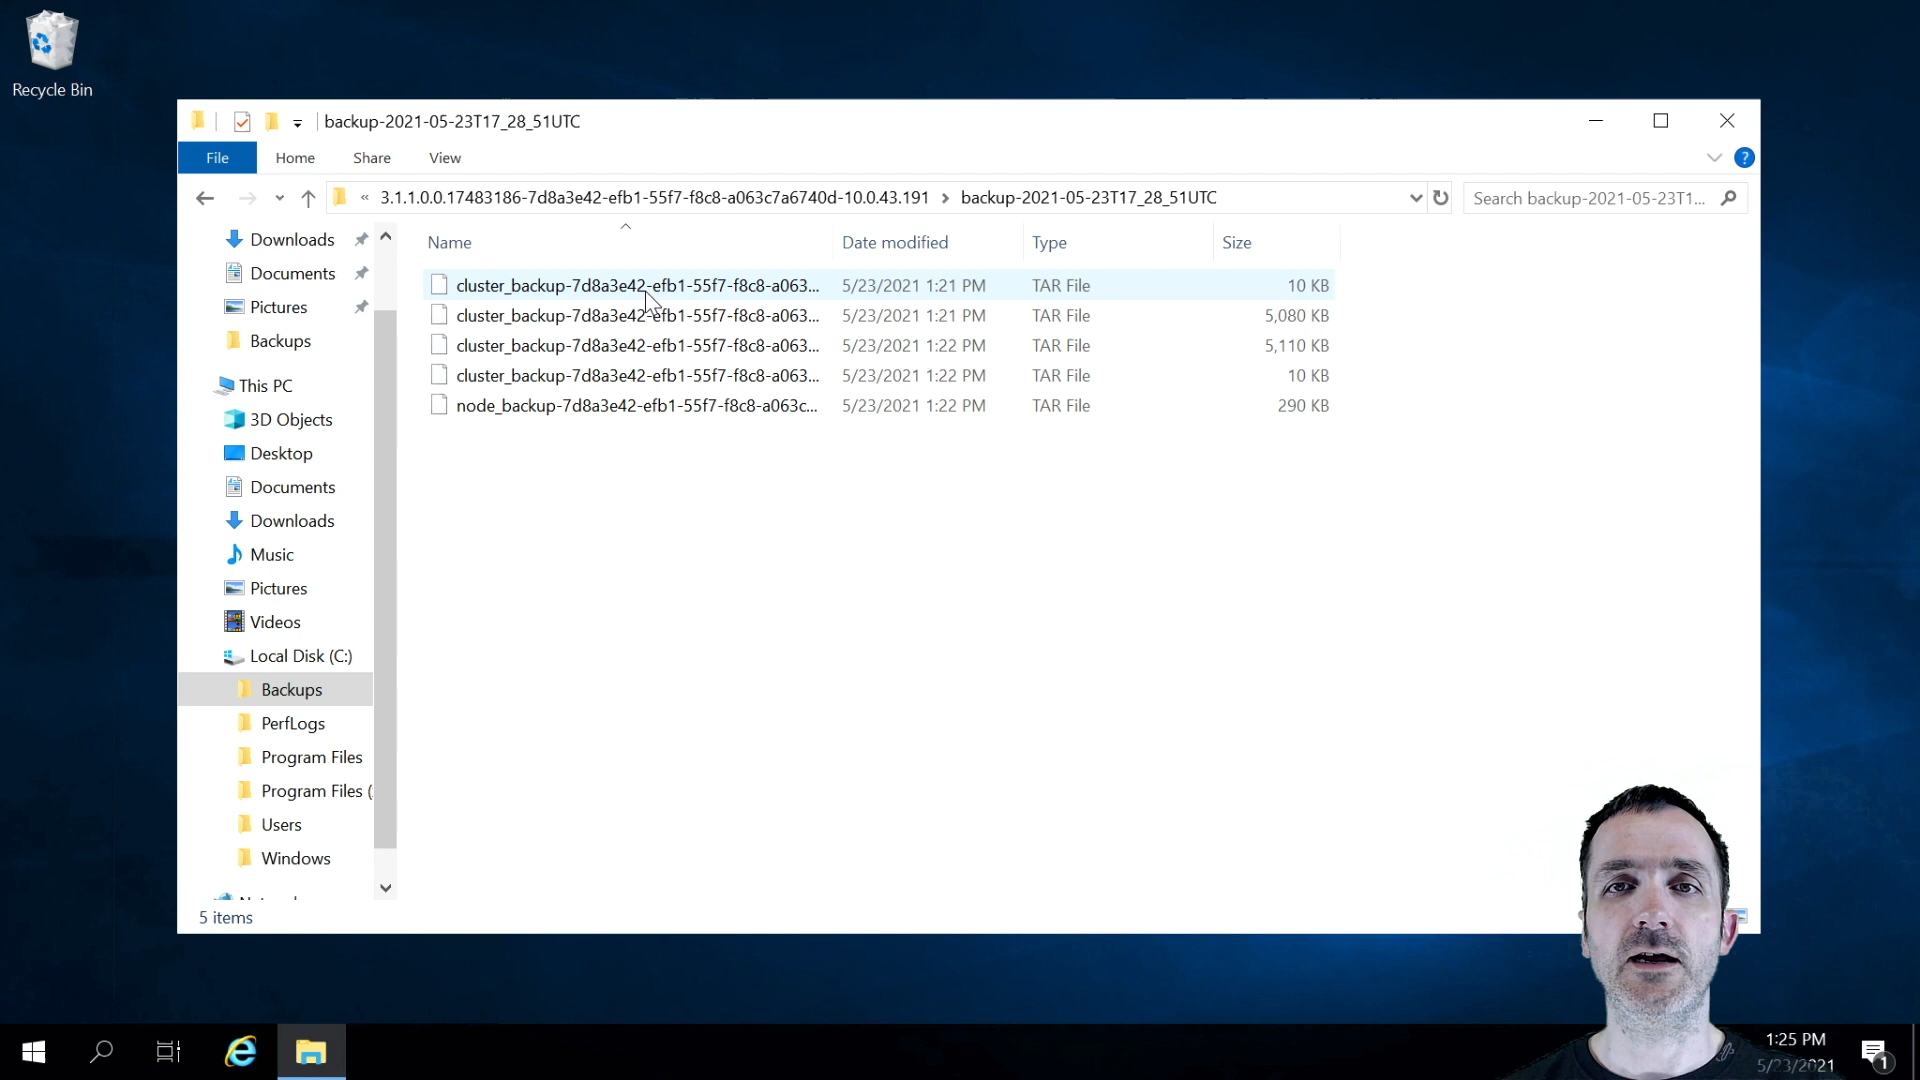 Recycle Bin
backup-2021-05-23T17_28_51UTC
File Home Share View
« 3.1.1.0.0.17483186-7d8a3e42-efb1-55f7-f8c8-a063c7a6740d-10.0.43.191 > backup-2021-05-23T17_28_51UTC
Search backup-2021-05-23T1...
Downloads
Documents
Pictures
Backups
This PC
3D Objects
Desktop
Documents
Downloads
Music
Pictures
Videos
Local Disk (C:)
Backups
PerfLogs
Program Files
Program Files (
Users
Windows
Name Date modified Type Size
cluster_backup-7d8a3e42-efb1-55f7-f8c8-a063... 5/23/2021 1:21 PM TAR File 10 KB
cluster_backup-7d8a3e42-efb1-55f7-f8c8-a063... 5/23/2021 1:21 PM TAR File 5,080 KB
cluster_backup-7d8a3e42-efb1-55f7-f8c8-a063... 5/23/2021 1:22 PM TAR File 5,110 KB
cluster_backup-7d8a3e42-efb1-55f7-f8c8-a063... 5/23/2021 1:22 PM TAR File 10 KB
node_backup-7d8a3e42-efb1-55f7-f8c8-a063c... 5/23/2021 1:22 PM TAR File 290 KB
5 items
1:25 PM
5/23/2021
1